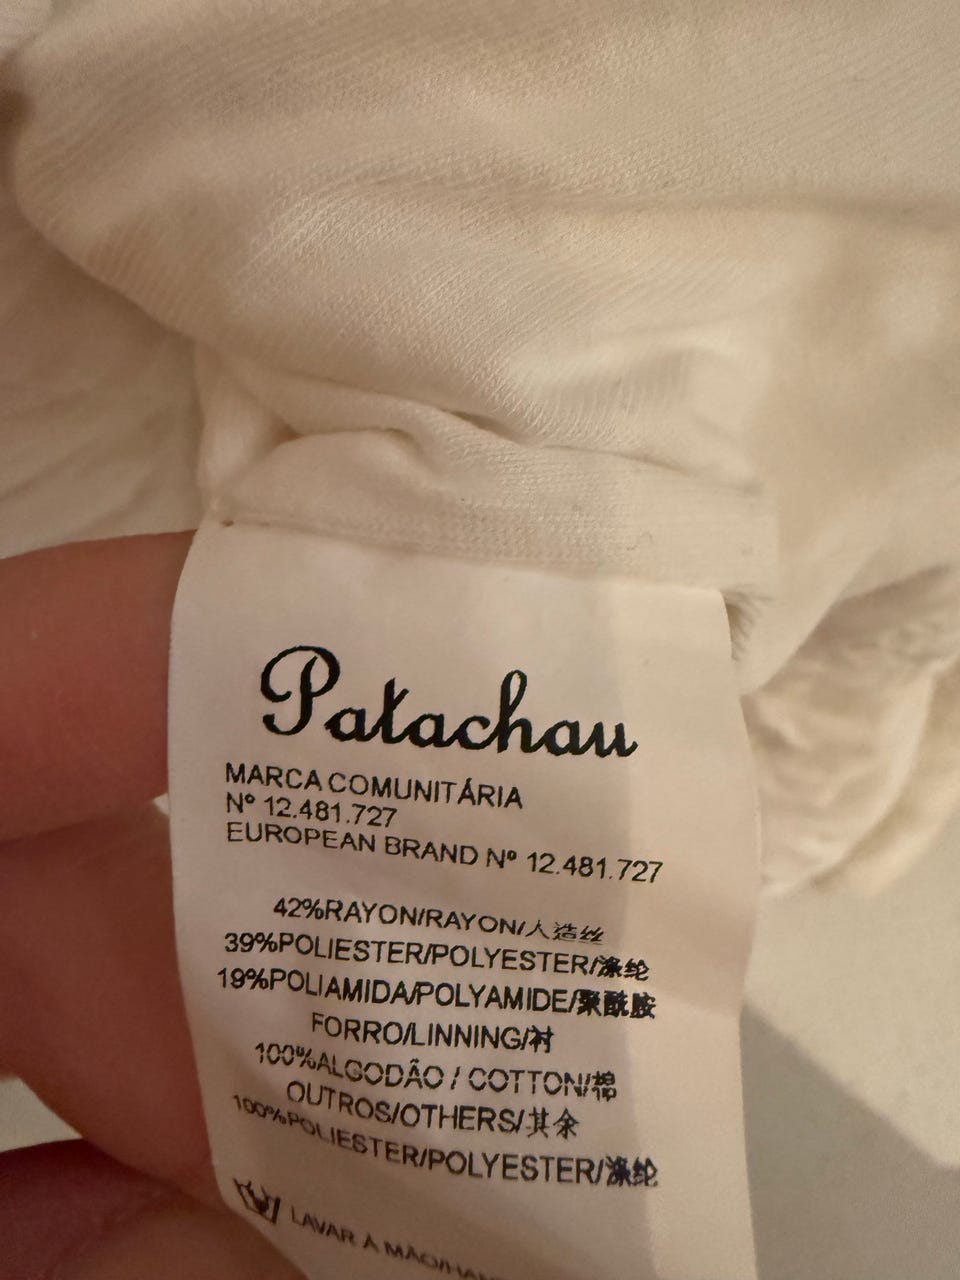 Patachau
MARCA COMUNITÁRIA
Nº 12.481.727
EUROPEAN BRAND Nº 12.481.727
42%RAYON/RAYON/人造丝
39%POLIESTER/POLYESTER/涤纶
19%POLIAMIDA/POLYAMIDE/聚酰胺
FORRO/LINNING/衬
100%ALGODÃO / COTTON/棉
OUTROS/OTHERS/其余
100%POLIESTER/POLYESTER/涤纶
LAVAR À MÃO/